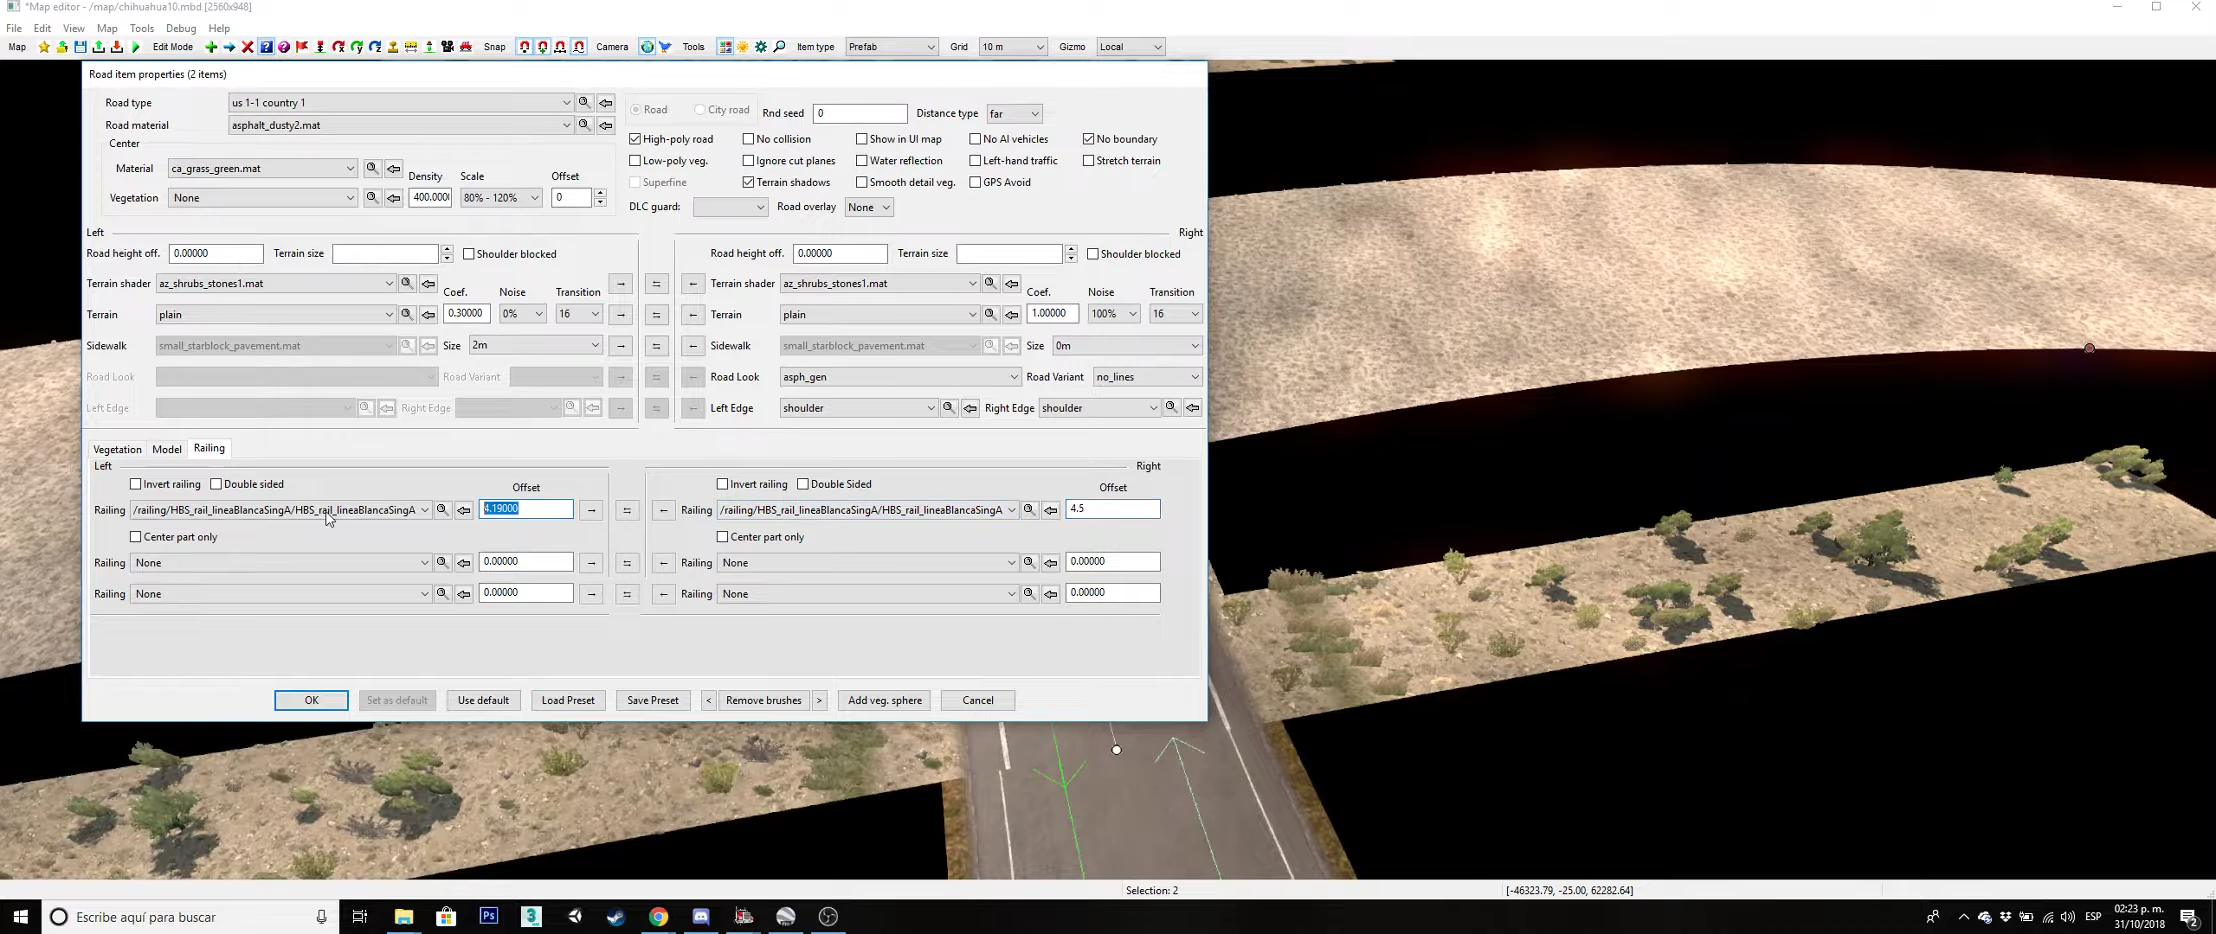 *Map editor - /map/chihuahua10.mbd [2560x948]
File Edit View Map Tools Debug Help
Map Edit Mode Snap Camera Tools Item type Prefab Grid 10 m Gizmo Local
Road item properties (2 items)
Road type us 1-1 country 1
Road material asphalt_dusty2.mat
Road City road Rnd seed 0 Distance type far
Center
High-poly road No collision Show in UI map No AI vehicles No boundary
Low-poly veg. Ignore cut planes Water reflection Left-hand traffic Stretch terrain
Superfine Terrain shadows Smooth detail veg. GPS Avoid
DLC guard: Road overlay None
Material ca_grass_green.mat
Density Scale Offset
Vegetation None 400.000 80% - 120% 0
Left
Right
Road height off. 0.00000 Terrain size Shoulder blocked
Road height off. 0.00000 Terrain size Shoulder blocked
Terrain shader az_shrubs_stones1.mat
Terrain shader az_shrubs_stones1.mat
Coef. Noise Transition
Coef. Noise Transition
Terrain plain 0.30000 0% 16
Terrain plain 1.00000 100% 16
Sidewalk small_starblock_pavement.mat Size 2m
Sidewalk small_starblock_pavement.mat Size 0m
Road Look Road Variant
Road Look asph_gen Road Variant no_lines
Left Edge Right Edge
Left Edge shoulder Right Edge shoulder
Vegetation Model Railing
Left
Right
Invert railing Double sided Offset
Invert railing Double Sided Offset
Railing /railing/HBS_rail_lineaBlancaSingA/HBS_rail_lineaBlancaSingA 4.19000
Railing /railing/HBS_rail_lineaBlancaSingA/HBS_rail_lineaBlancaSingA 4.5
Center part only
Center part only
Railing None 0.00000
Railing None 0.00000
Railing None 0.00000
Railing None 0.00000
OK Set as default Use default Load Preset Save Preset < Remove brushes > Add veg. sphere Cancel
Selection: 2
[-46323.79, -25.00, 62282.64]
Escribe aquí para buscar
Ps
3
ESP
02:23 p. m.
31/10/2018
2